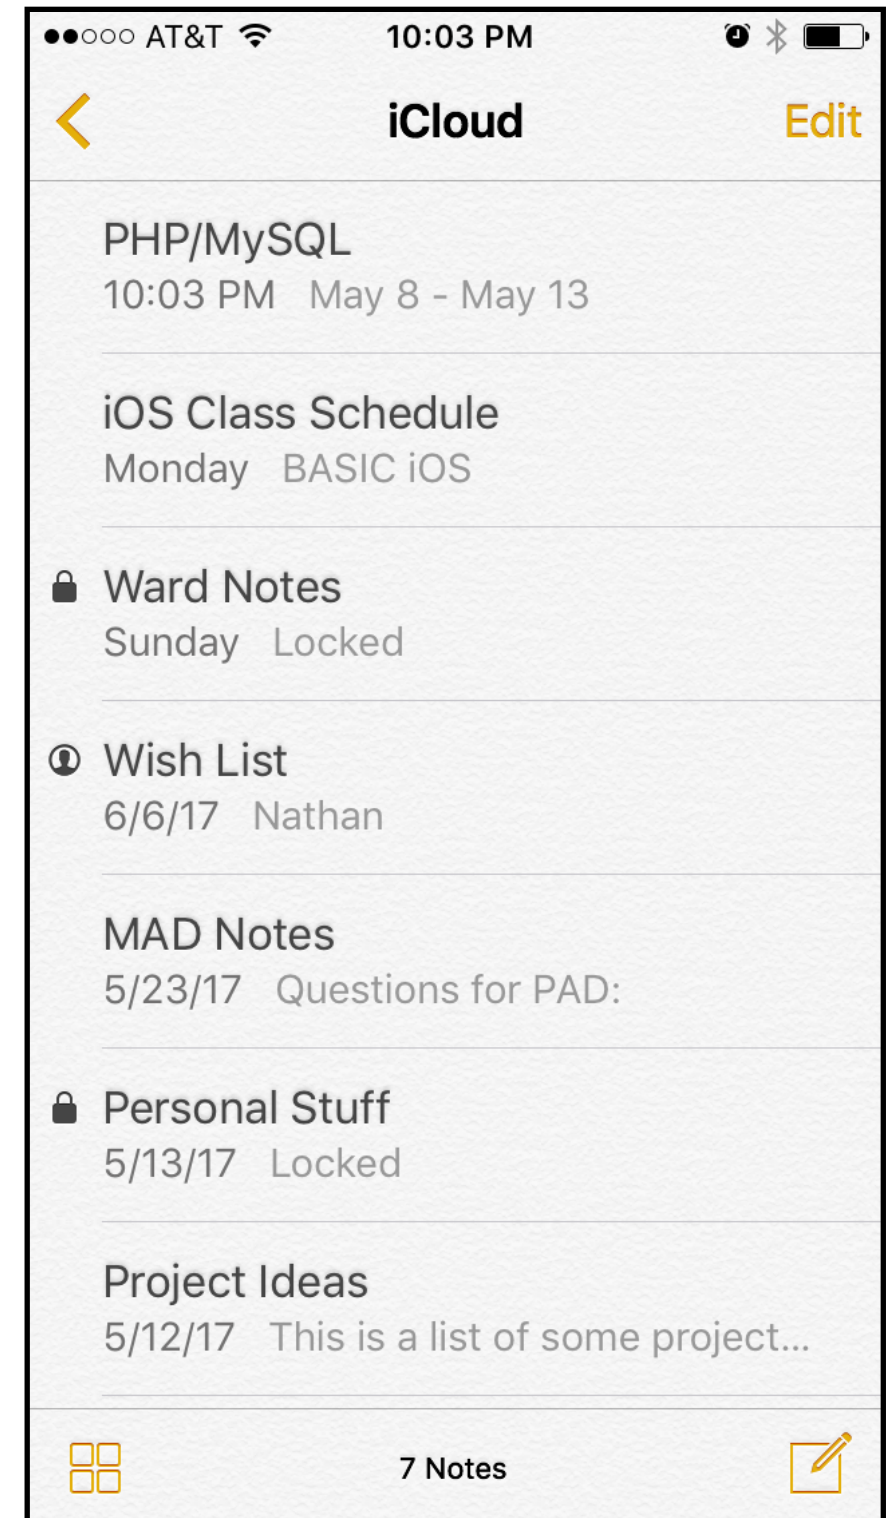 AT&T 10:03 PM
iCloud Edit
PHP/MySQL
10:03 PM May 8 - May 13
iOS Class Schedule
Monday BASIC iOS
Ward Notes
Sunday Locked
Wish List
6/6/17 Nathan
MAD Notes
5/23/17 Questions for PAD:
Personal Stuff
5/13/17 Locked
Project Ideas
5/12/17 This is a list of some project...
7 Notes